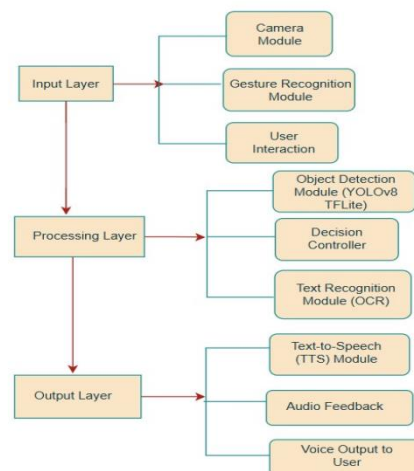 Camera
Module
Input Layer
Gesture Recognition
Module
User
Interaction
Object Detection
Module (YOLOv8
TFLite)
Processing Layer
Decision
Controller
Text Recognition
Module (OCR)
Text-to-Speech
(TTS) Module
Output Layer
Audio Feedback
Voice Output to
User